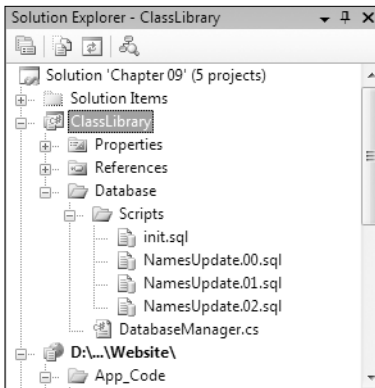 Solution Explorer - ClassLibrary
Solution 'Chapter 09' (5 projects)
Solution Items
ClassLibrary
Properties
References
Database
Scripts
init.sql
NamesUpdate.00.sql
NamesUpdate.01.sql
NamesUpdate.02.sql
DatabaseManager.cs
D:\...\Website\
App_Code